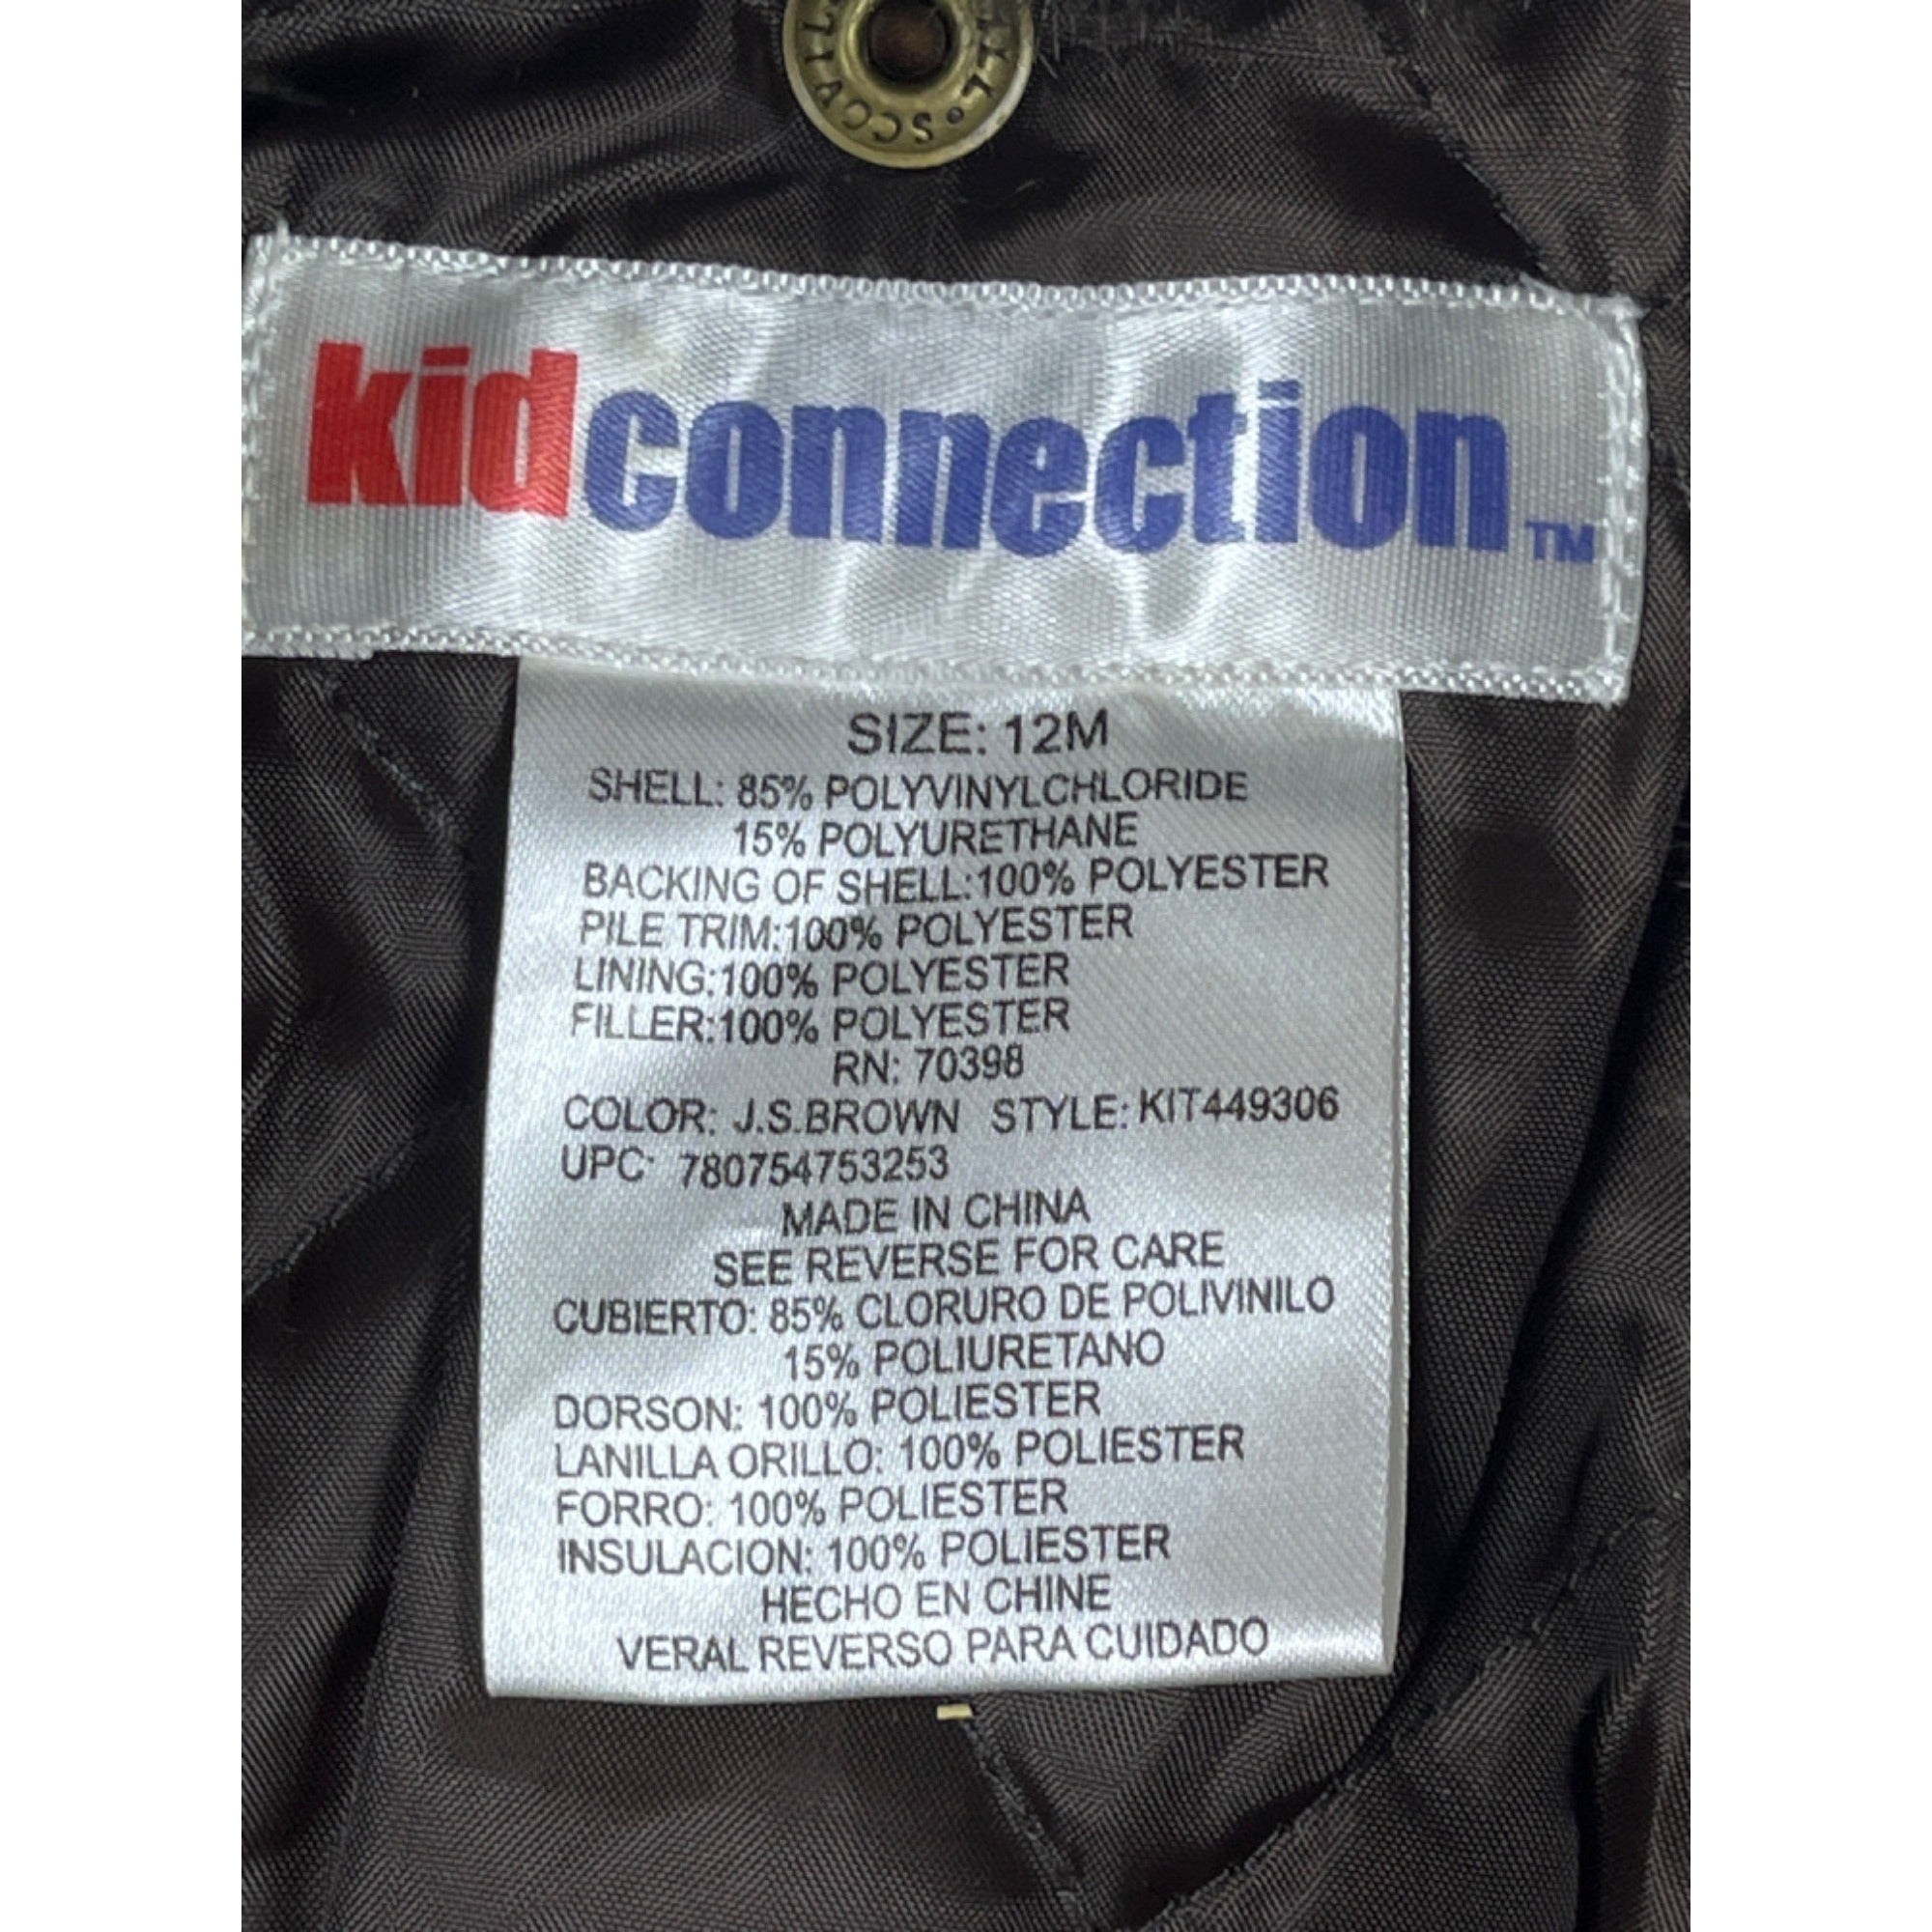 SCOVILL
kidconnection™
SIZE: 12M
SHELL: 85% POLYVINYLCHLORIDE
15% POLYURETHANE
BACKING OF SHELL:100% POLYESTER
PILE TRIM:100% POLYESTER
LINING:100% POLYESTER
FILLER:100% POLYESTER
RN: 70398
COLOR: J.S.BROWN STYLE: KIT449306
UPC: 780754753253
MADE IN CHINA
SEE REVERSE FOR CARE
CUBIERTO: 85% CLORURO DE POLIVINILO
15% POLIURETANO
DORSON: 100% POLIESTER
LANILLA ORILLO: 100% POLIESTER
FORRO: 100% POLIESTER
INSULACION: 100% POLIESTER
HECHO EN CHINE
VERAL REVERSO PARA CUIDADO